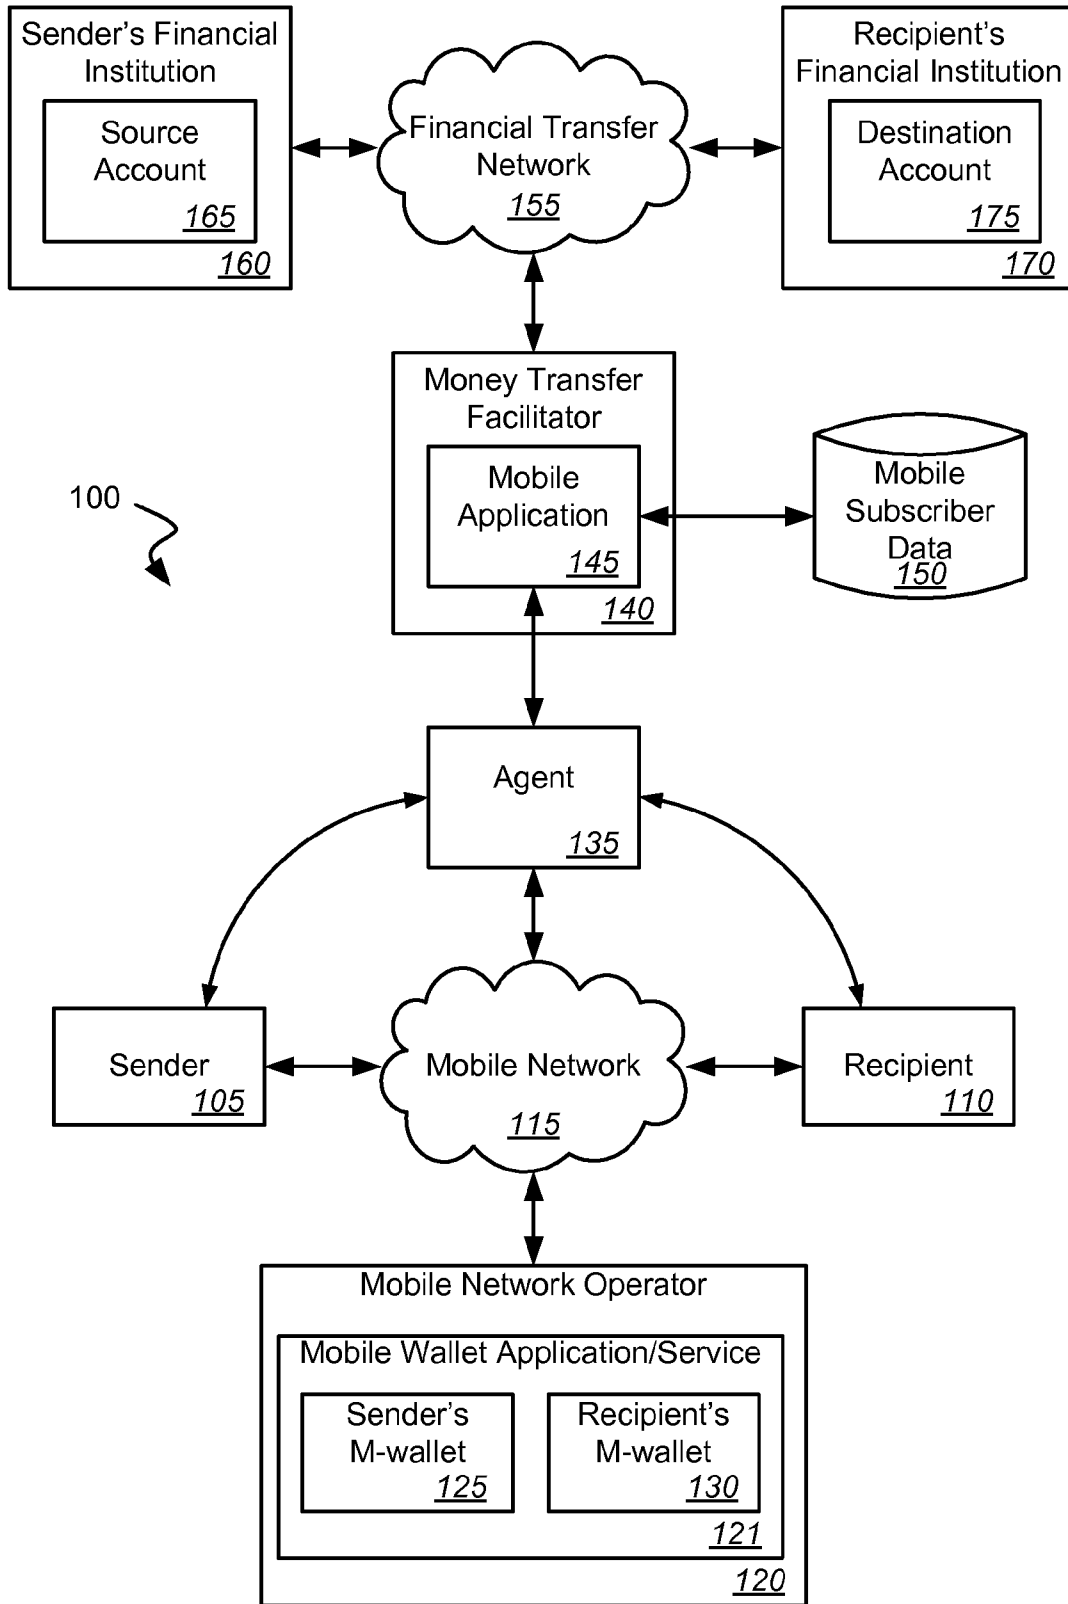 Sender's Financial
Institution
Source
Account
165
160
Financial Transfer
Network
155
Recipient's
Financial Institution
Destination
Account
175
170
Money Transfer
Facilitator
Mobile
Application
145
140
Mobile
Subscriber
Data
150
100
Agent
135
Sender
105
Mobile Network
115
Recipient
110
Mobile Network Operator
Mobile Wallet Application/Service
Sender's
M-wallet
125
Recipient's
M-wallet
130
121
120